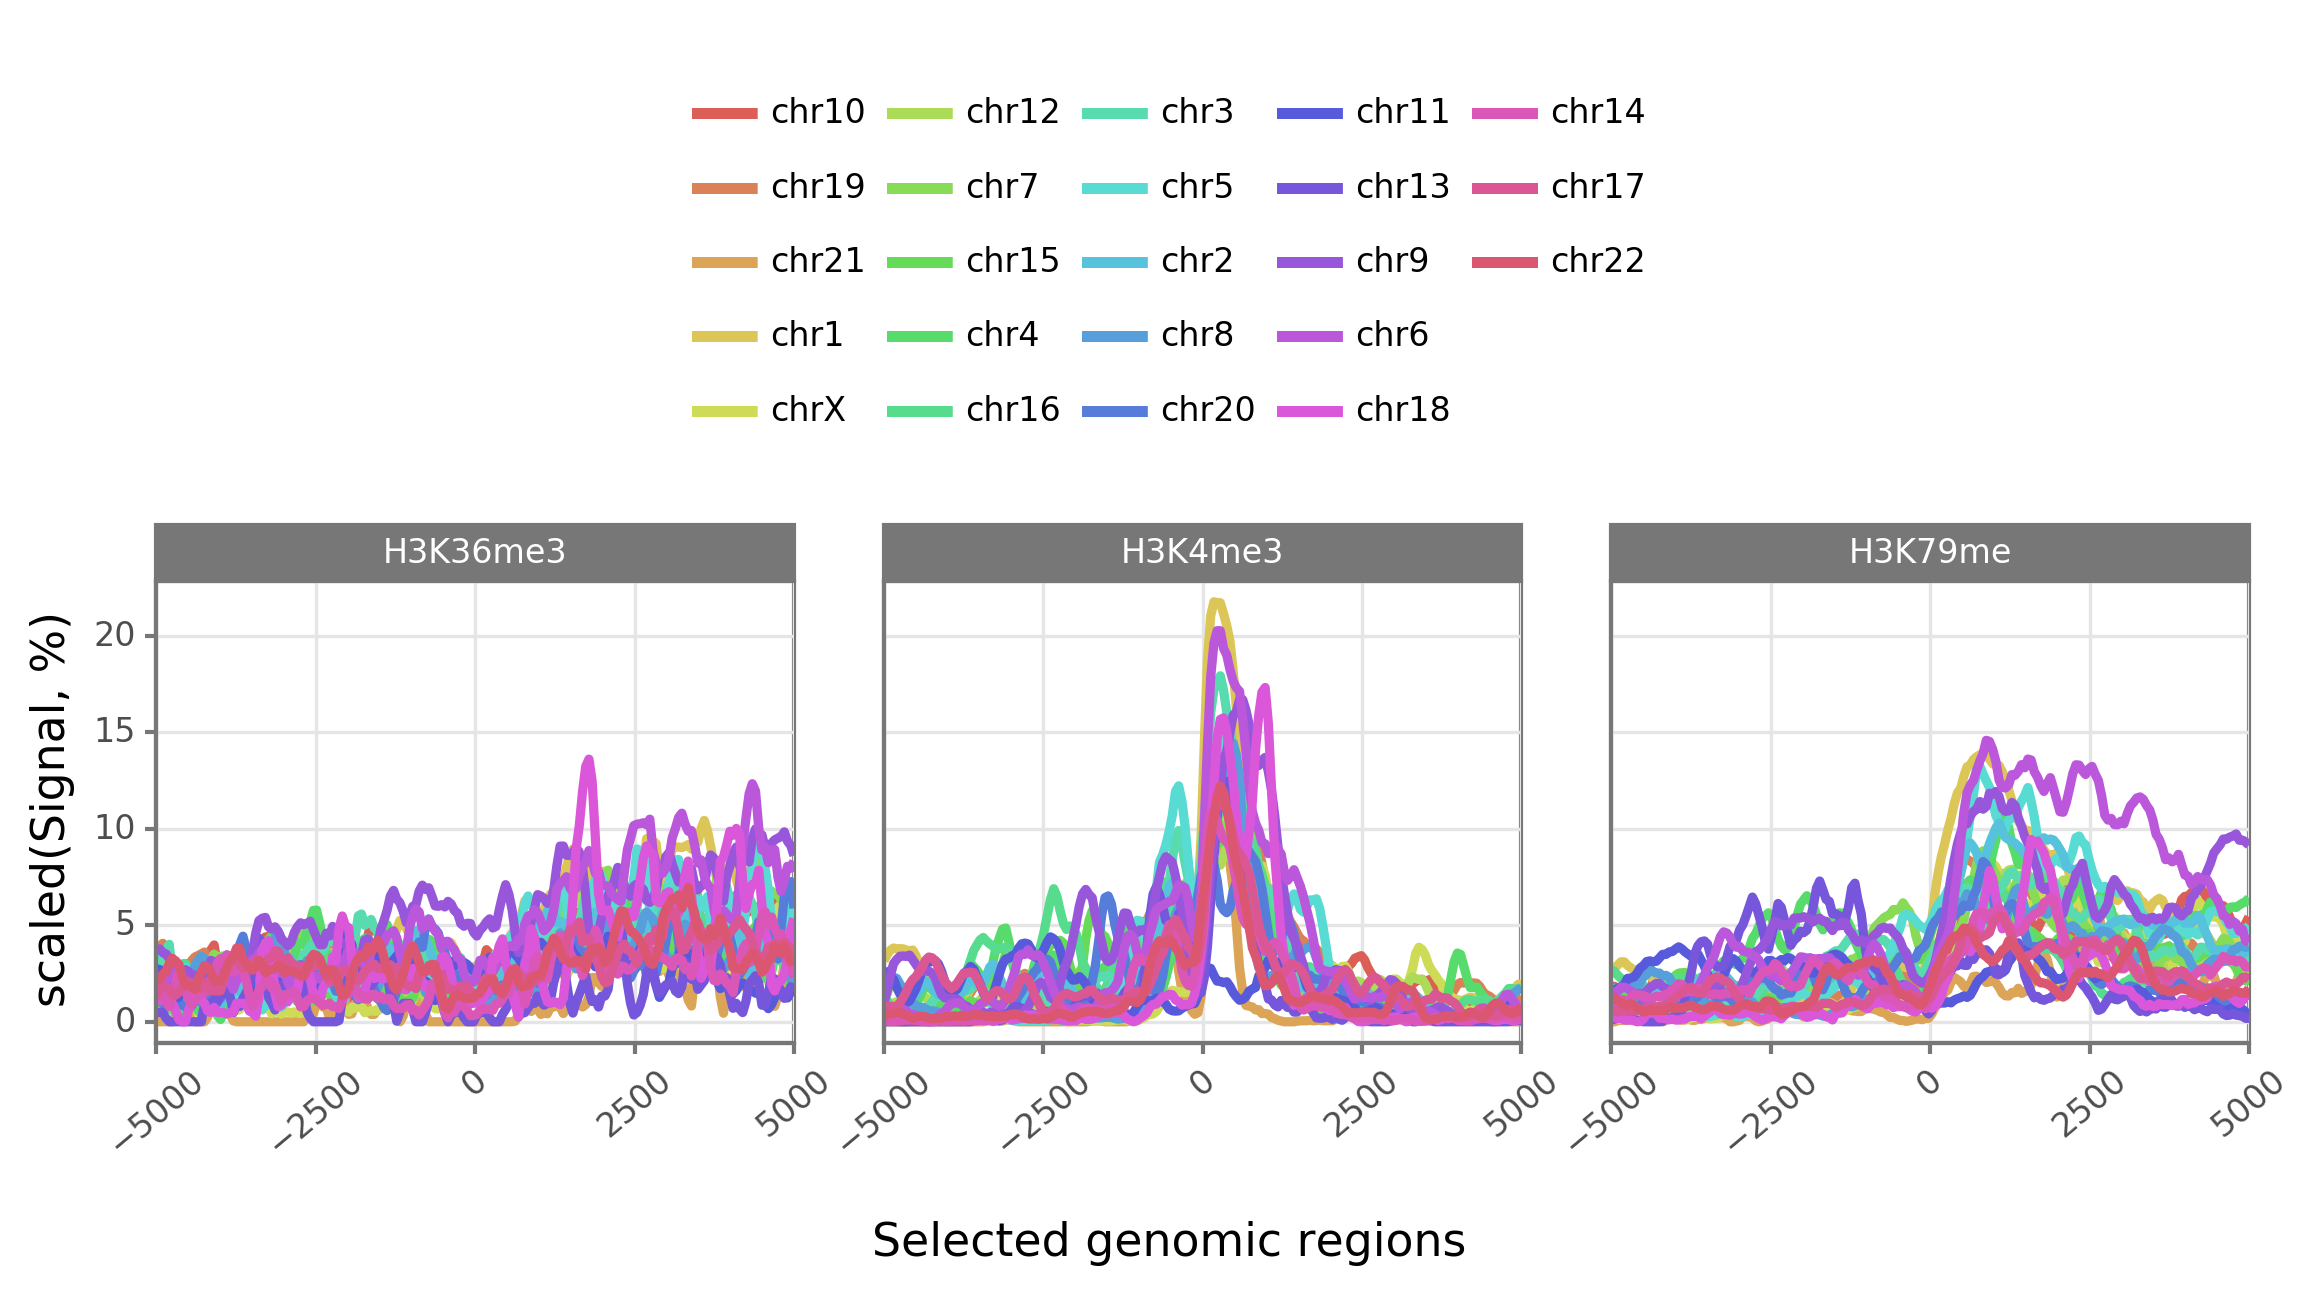 chr10 chr12 chr3 chr11 chr14
chr19 chr7 chr5 chr13 chr17
chr21 chr15 chr2 chr9 chr22
chr1 chr4 chr8 chr6
chrX chr16 chr20 chr18
H3K36me3 H3K4me3 H3K79me
scaled(Signal, %)
20
15
10
5
0
−5000 −2500 0 2500 5000 −5000 −2500 0 2500 5000 −5000 −2500 0 2500 5000
Selected genomic regions